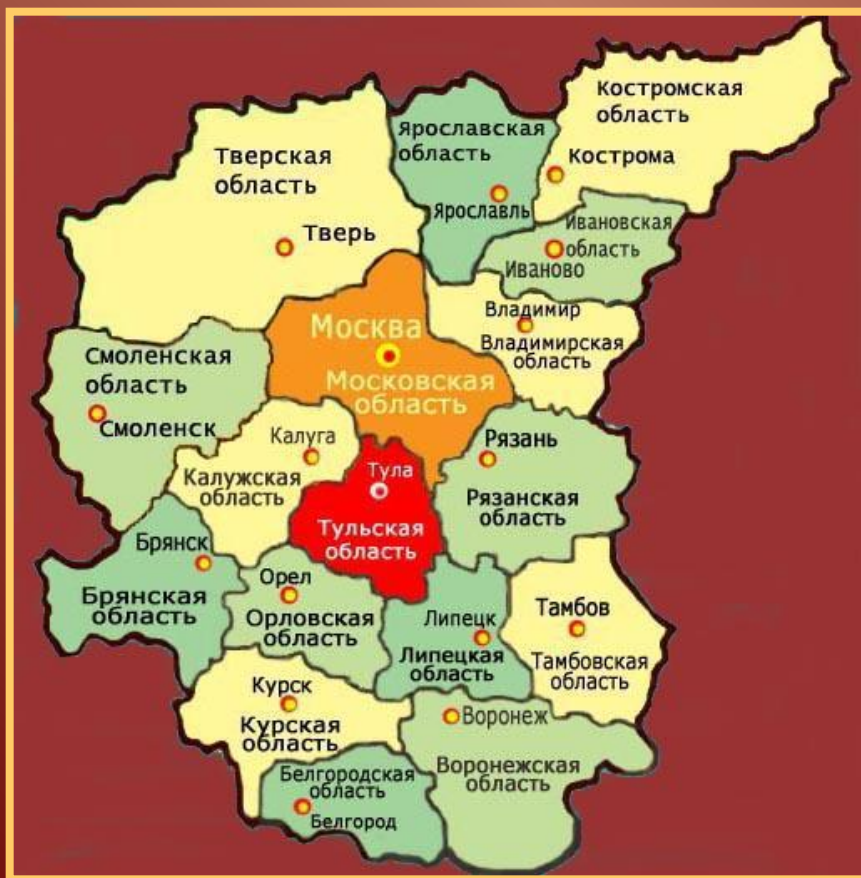 Костромская
область
Кострома
Ярославская
область
Ярославль
Тверская
область
Тверь
Ивановская
область
Иваново
Владимир
Владимирская
область
Москва
Московская
область
Смоленская
область
Смоленск
Калуга
Калужская
область
Тула
Тульская
область
Рязань
Рязанская
область
Брянск
Брянская
область
Орел
Орловская
область
Липецк
Липецкая
область
Тамбов
Тамбовская
область
Курск
Курская
область
Воронеж
Воронежская
область
Белгородская
область
Белгород